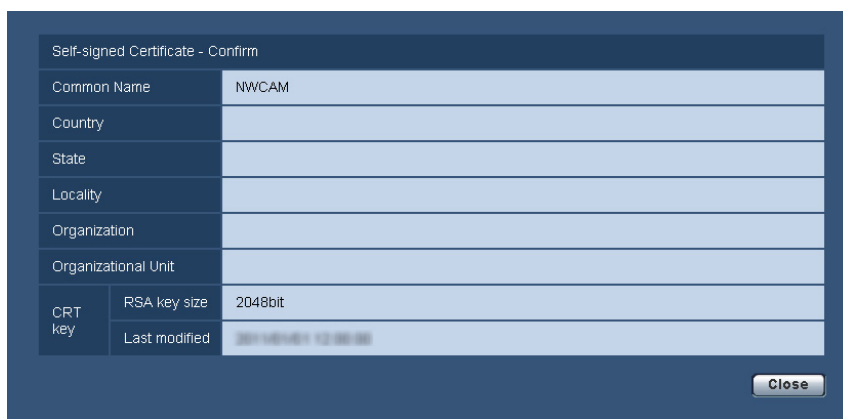 Self-signed Certificate - Confirm
Common Name NWCAM
Country
State
Locality
Organization
Organizational Unit
CRT key
RSA key size 2048bit
Last modified
Close